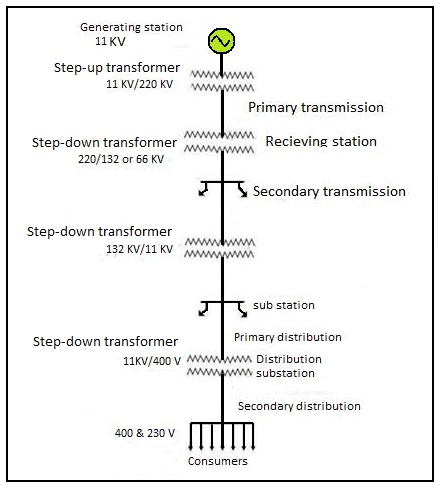 Generating station
11 KV
Step-up transformer
11 KV/220 KV
Primary transmission
Step-down transformer
220/132 or 66 KV
Recieving station
Secondary transmission
Step-down transformer
132 KV/11 KV
sub station
Primary distribution
Step-down transformer
11KV/400 V
Distribution
substation
Secondary distribution
400 & 230 V
Consumers